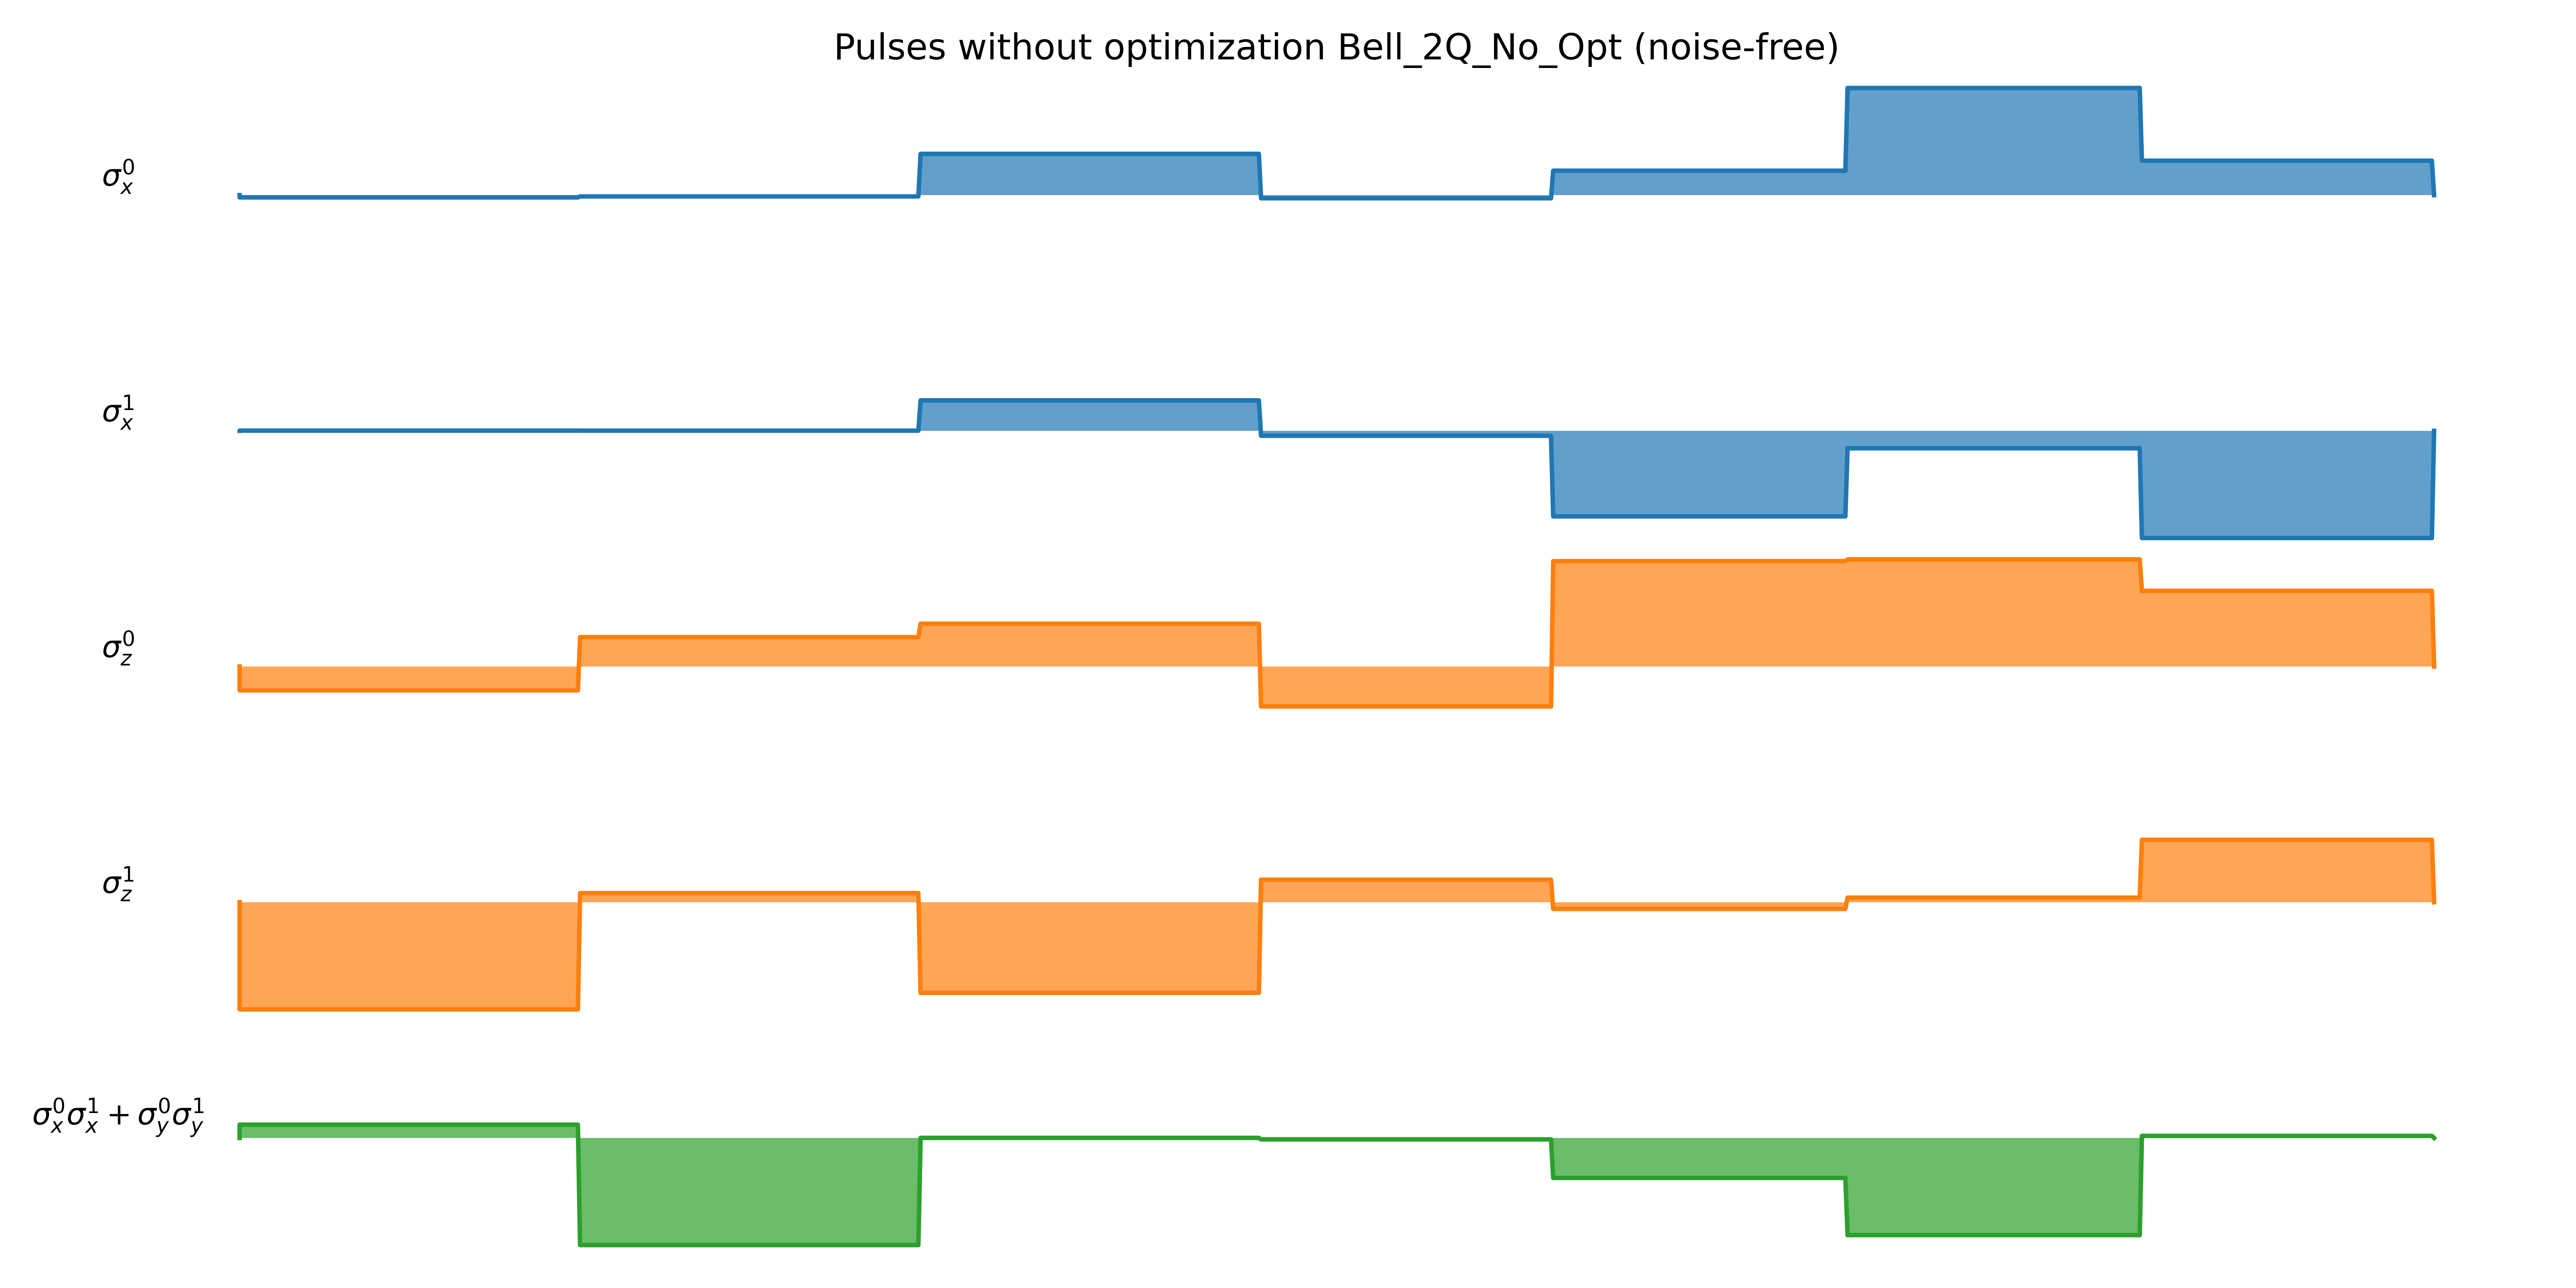 Pulses without optimization Bell_2Q_No_Opt (noise-free)
σ_x^0
σ_x^1
σ_z^0
σ_z^1
σ_x^0σ_x^1 + σ_y^0σ_y^1